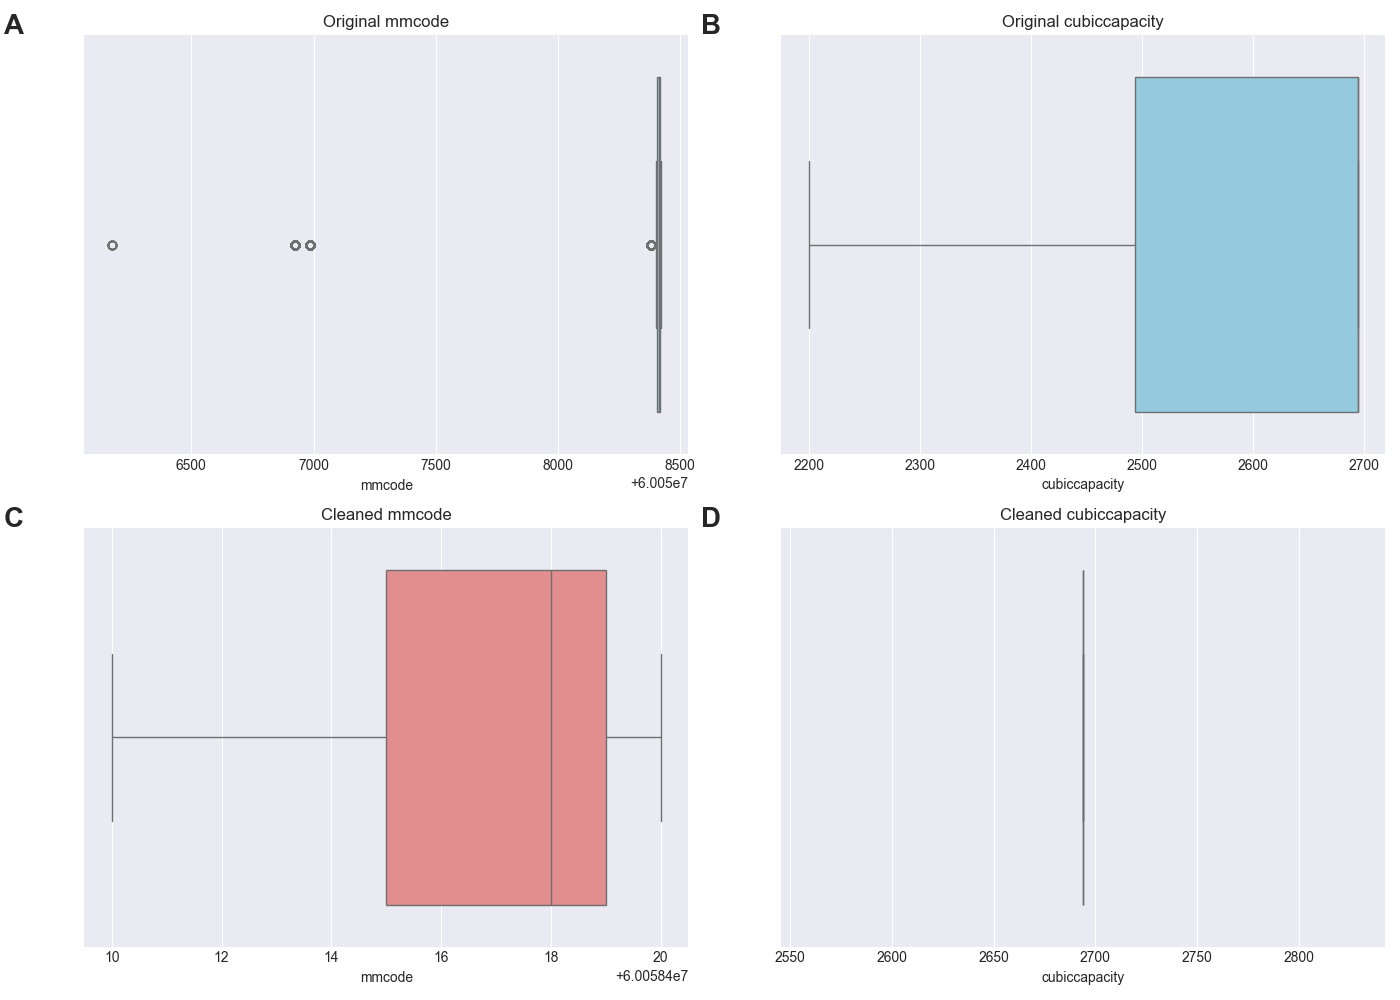 A
Original mmcode
6500 7000 7500 8000 8500
mmcode
+6.005e7
B
Original cubiccapacity
2200 2300 2400 2500 2600 2700
cubiccapacity
C
Cleaned mmcode
10 12 14 16 18 20
mmcode
+6.00584e7
D
Cleaned cubiccapacity
2550 2600 2650 2700 2750 2800
cubiccapacity